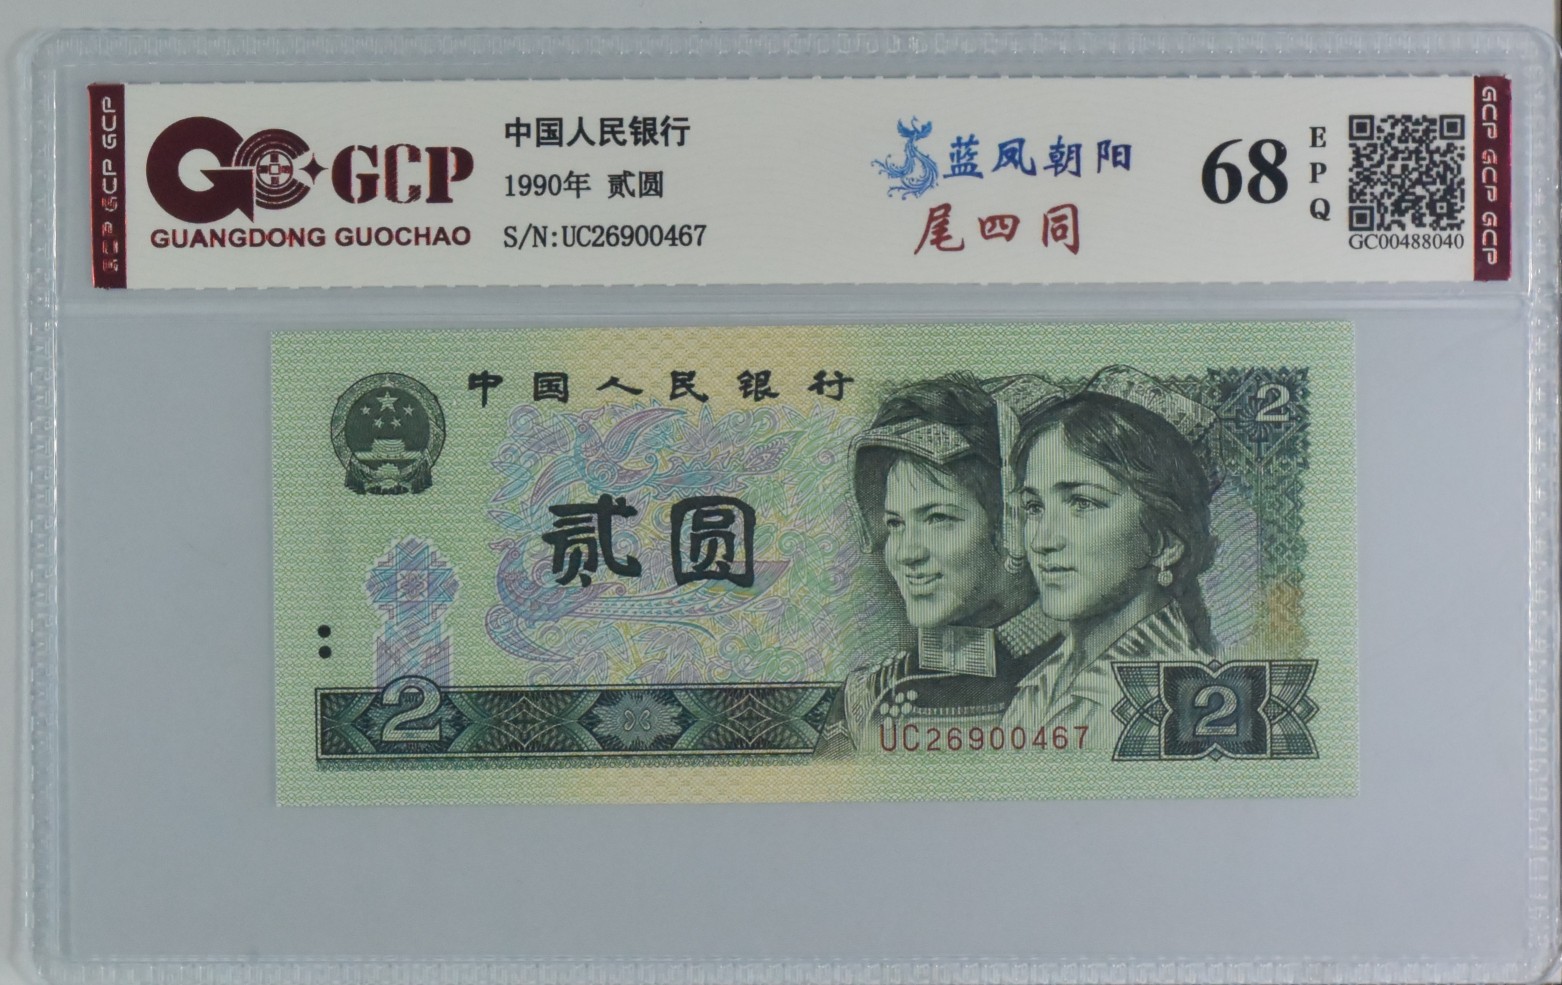 GCP GCP GCP
GCP
GUANGDONG GUOCHAO
中国人民银行
1990年 贰圆
S/N:UC26900467
蓝凤朝阳
尾四同
68
EPQ
GC00488040
GCP GCP GCP
中国人民银行
2
贰圆
2
UC26900467
2